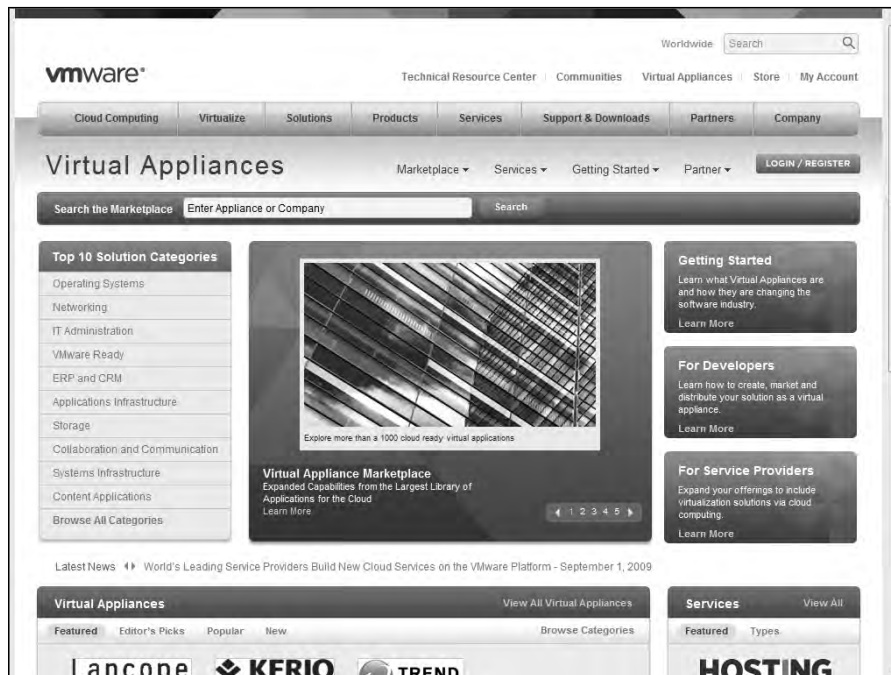 Worldwide Search
vmware®
Technical Resource Center Communities Virtual Appliances Store My Account
Cloud Computing Virtualize Solutions Products Services Support & Downloads Partners Company
Virtual Appliances
Marketplace Services Getting Started Partner LOGIN / REGISTER
Search the Marketplace Enter Appliance or Company Search
Top 10 Solution Categories
Operating Systems
Networking
IT Administration
VMware Ready
ERP and CRM
Applications Infrastructure
Storage
Collaboration and Communication
Systems Infrastructure
Content Applications
Browse All Categories
Explore more than a 1000 cloud ready virtual applications
Virtual Appliance Marketplace
Expanded Capabilities from the Largest Library of
Applications for the Cloud
Learn More
1 2 3 4 5
Getting Started
Learn what Virtual Appliances are
and how they are changing the
software industry.
Learn More
For Developers
Learn how to create, market and
distribute your solution as a virtual
appliance.
Learn More
For Service Providers
Expand your offerings to include
virtualization solutions via cloud
computing.
Learn More
Latest News World's Leading Service Providers Build New Cloud Services on the VMware Platform - September 1, 2009
Virtual Appliances View All Virtual Appliances
Featured Editor's Picks Popular New Browse Categories
Lancope KERIO TREND
Services View All
Featured Types
HOSTING